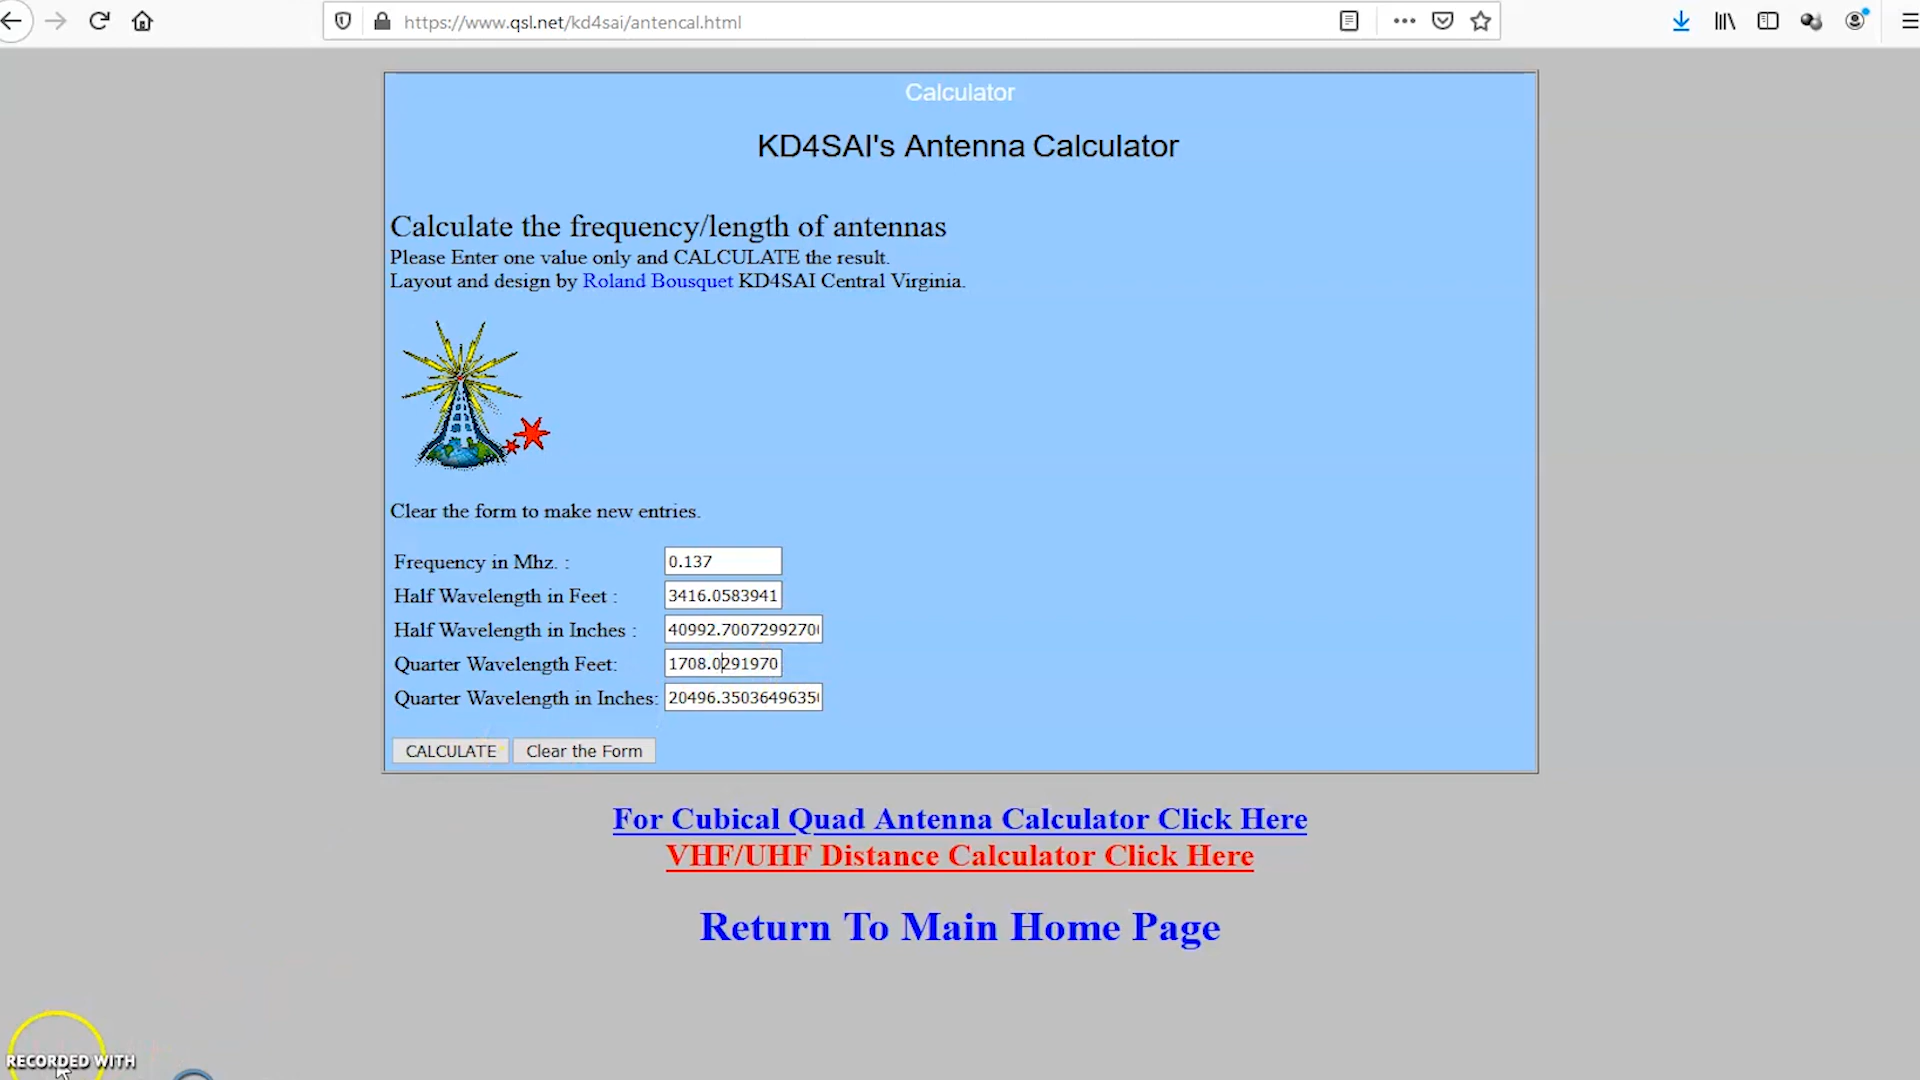 https://www.qsl.net/kd4sai/antencal.html
Calculator
KD4SAI's Antenna Calculator
Calculate the frequency/length of antennas
Please Enter one value only and CALCULATE the result.
Layout and design by Roland Bousquet KD4SAI Central Virginia.
Clear the form to make new entries.
Frequency in Mhz. : 0.137
Half Wavelength in Feet : 3416.0583941
Half Wavelength in Inches : 40992.7007299270
Quarter Wavelength Feet: 1708.0291970
Quarter Wavelength in Inches: 20496.3503649635
CALCULATE Clear the Form
For Cubical Quad Antenna Calculator Click Here
VHF/UHF Distance Calculator Click Here
Return To Main Home Page
RECORDED WITH